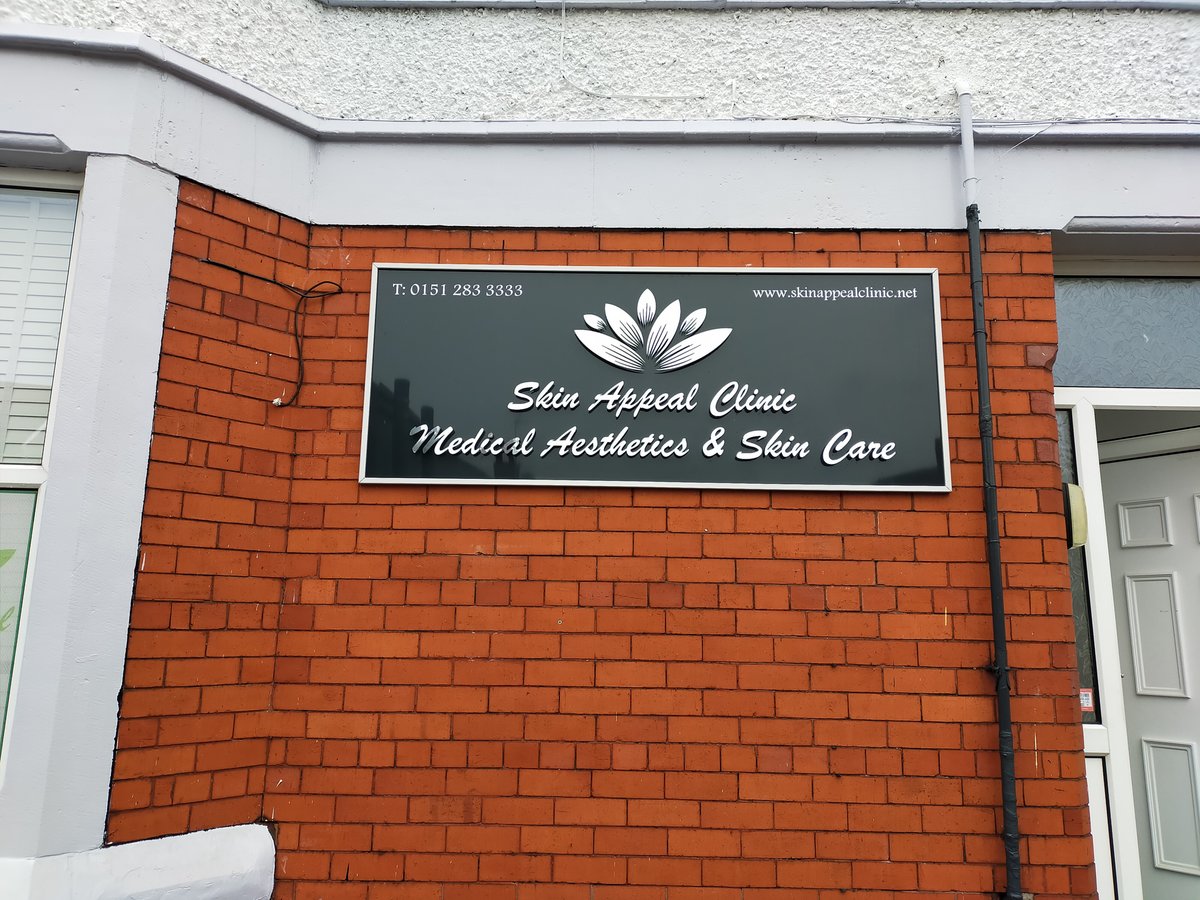 T: 0151 283 3333
www.skinappealclinic.net
Skin Appeal Clinic
Medical Aesthetics & Skin Care